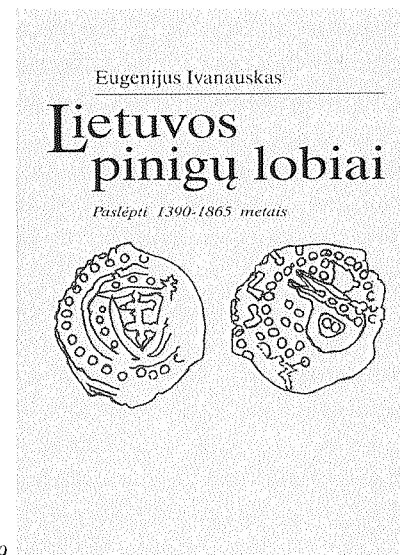 Eugenijus Ivanauskas
Lietuvos
pinigų lobiai
Paslėpti 1390-1865 metais